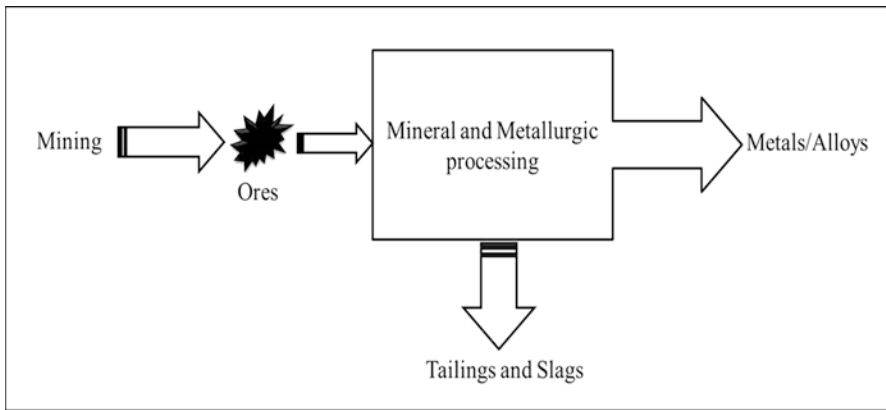 Mining
Ores
Mineral and Metallurgic
processing
Metals/Alloys
Tailings and Slags